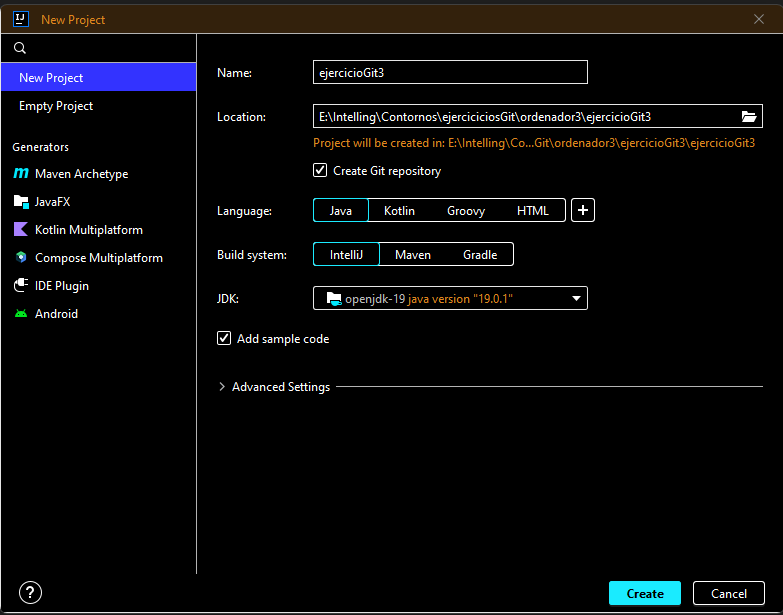 New Project
New Project
Empty Project
Generators
Maven Archetype
JavaFX
Kotlin Multiplatform
Compose Multiplatform
IDE Plugin
Android
Name: ejercicioGit3
Location: E:\Intelling\Contornos\ejerciciciosGit\ordenador3\ejercicioGit3
Project will be created in: E:\Intelling\Co...Git\ordenador3\ejercicioGit3\ejercicioGit3
Create Git repository
Language: Java Kotlin Groovy HTML +
Build system: IntelliJ Maven Gradle
JDK: openjdk-19 java version "19.0.1"
Add sample code
Advanced Settings
? Create Cancel